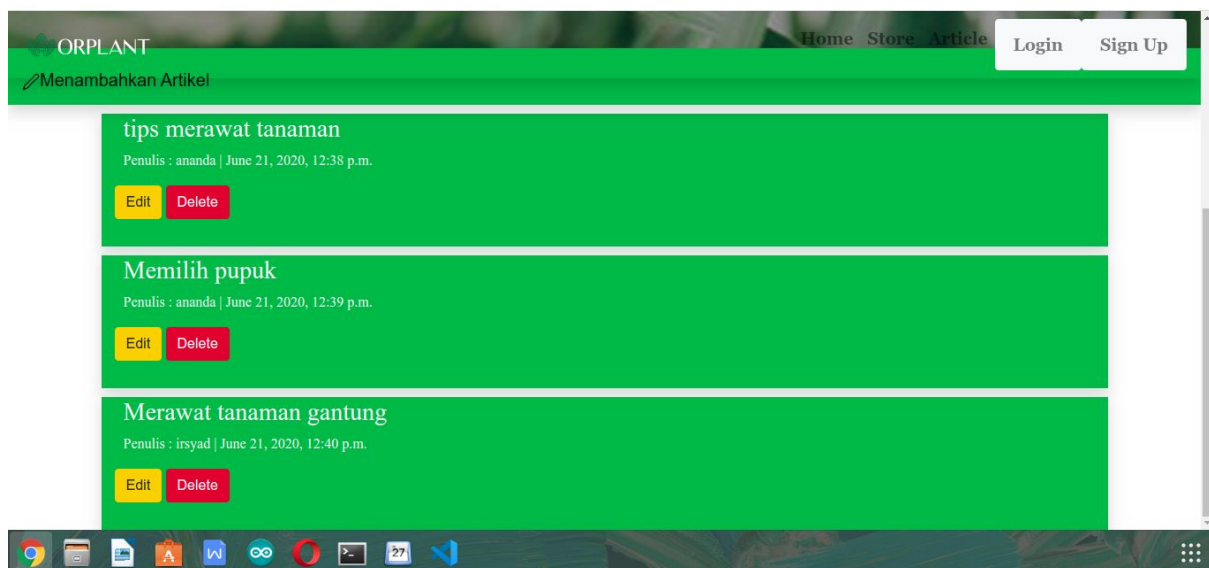 ORPLANT
Home Store Article Login Sign Up
Menambahkan Artikel
tips merawat tanaman
Penulis : ananda | June 21, 2020, 12:38 p.m.
Edit Delete
Memilih pupuk
Penulis : ananda | June 21, 2020, 12:39 p.m.
Edit Delete
Merawat tanaman gantung
Penulis : irsyad | June 21, 2020, 12:40 p.m.
Edit Delete
27